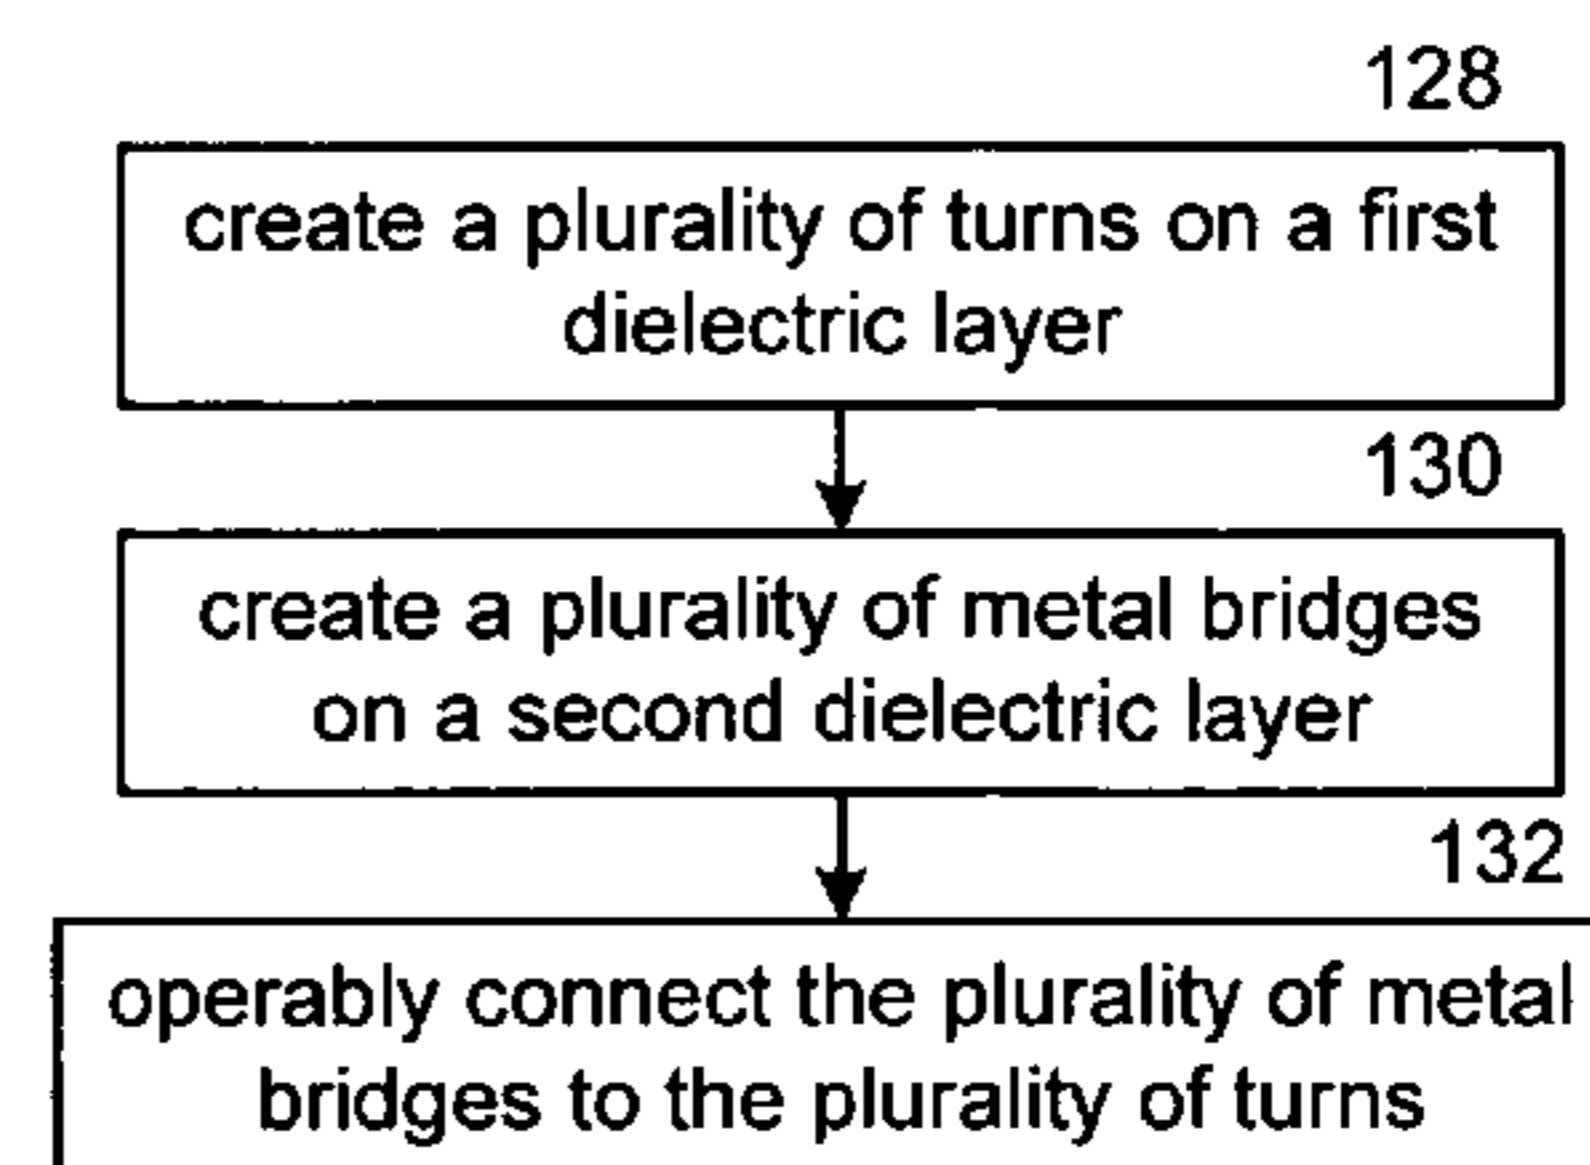 128
create a plurality of turns on a first
dielectric layer
130
create a plurality of metal bridges
on a second dielectric layer
132
operably connect the plurality of metal
bridges to the plurality of turns